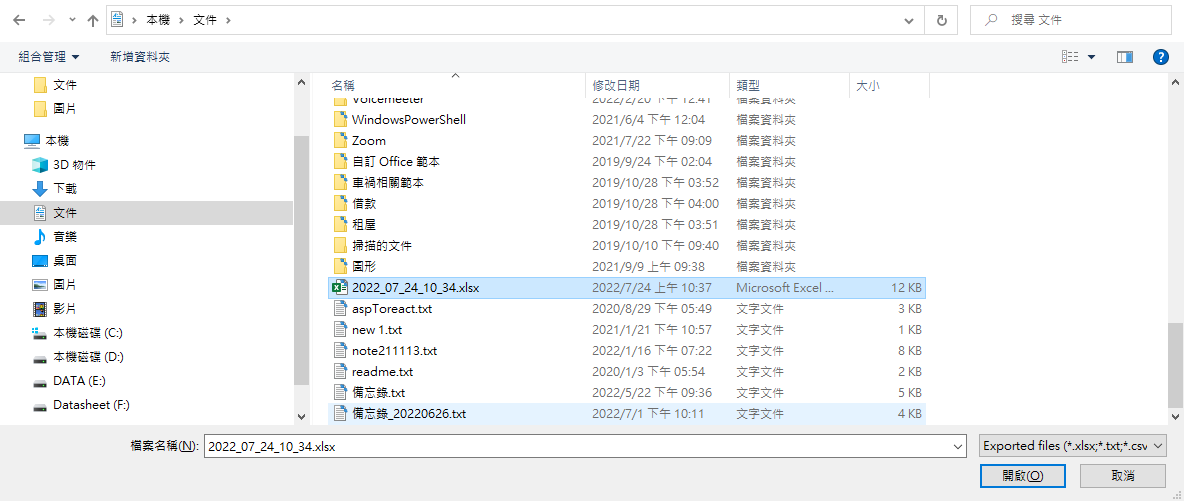 本機 文件 搜尋 文件
組合管理 新增資料夾
文件
圖片
本機
3D 物件
下載
文件
音樂
桌面
圖片
影片
本機磁碟 (C:)
本機磁碟 (D:)
DATA (E:)
Datasheet (F:)
名稱 修改日期 類型 大小
Voicemeeter 2022/2/20 下午 12:41 檔案資料夾
WindowsPowerShell 2021/6/4 下午 12:04 檔案資料夾
Zoom 2021/7/22 下午 09:09 檔案資料夾
自訂 Office 範本 2019/9/24 下午 02:04 檔案資料夾
車禍相關範本 2019/10/28 下午 03:52 檔案資料夾
借款 2019/10/28 下午 04:00 檔案資料夾
租屋 2019/10/28 下午 03:51 檔案資料夾
掃描的文件 2019/10/10 下午 09:40 檔案資料夾
圖形 2021/9/9 上午 09:38 檔案資料夾
2022_07_24_10_34.xlsx 2022/7/24 上午 10:37 Microsoft Excel ... 12 KB
aspToreact.txt 2020/8/29 下午 05:49 文字文件 3 KB
new 1.txt 2021/1/21 下午 10:57 文字文件 1 KB
note211113.txt 2022/1/16 下午 07:22 文字文件 8 KB
readme.txt 2020/1/3 下午 05:54 文字文件 2 KB
備忘錄.txt 2022/5/22 下午 09:36 文字文件 5 KB
備忘錄_20220626.txt 2022/7/1 下午 10:11 文字文件 4 KB
檔案名稱(N): 2022_07_24_10_34.xlsx Exported files (*.xlsx;*.txt;*.csv
開啟(O) 取消